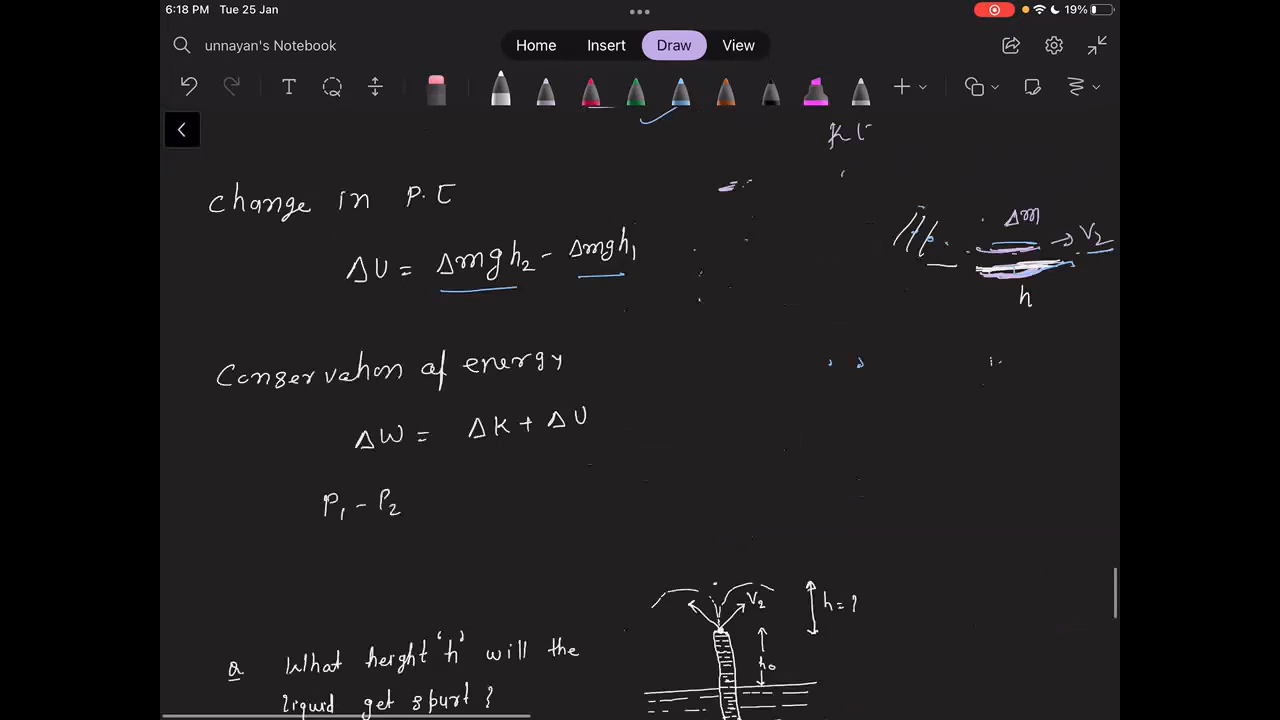 6:18 PM Tue 25 Jan
19%
unnayan's Notebook
Home Insert Draw View
Change in P.E
ΔU = Δmgh₂ - Δmgh₁
Δm
→ V₂
h
Conservation of energy
ΔW = ΔK + ΔU
P₁ - P₂
V₂
h = ?
h₀
Q What height 'h' will the
liquid get spurt ?